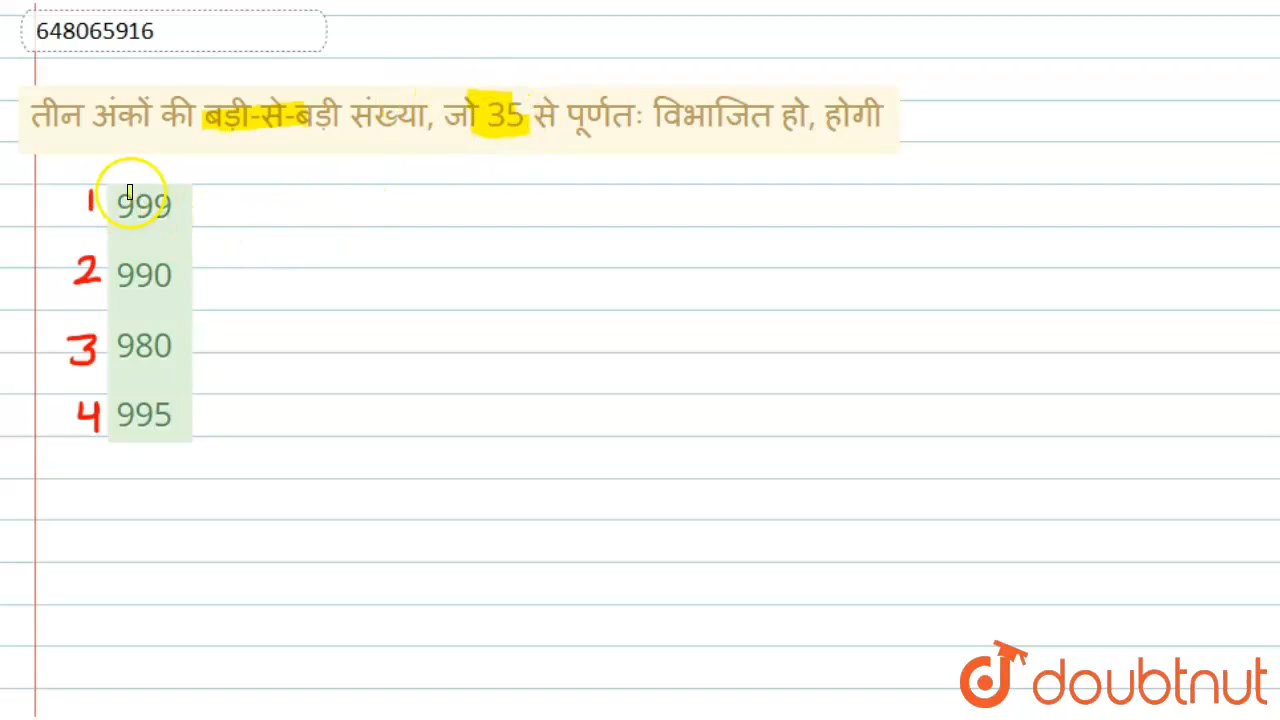 648065916
तीन अंकों की बड़ी-से-बड़ी संख्या, जो 35 से पूर्णतः विभाजित हो, होगी
1 999
2 990
3 980
4 995
doubtnut